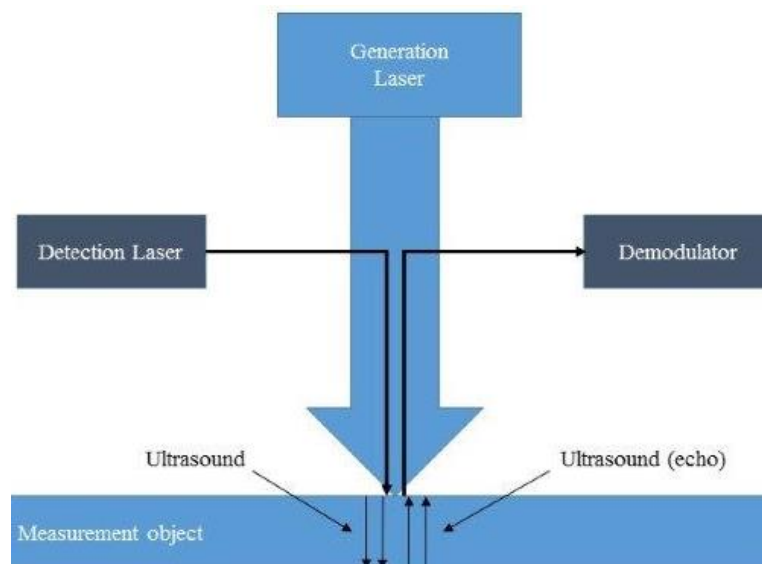 Generation
Laser
Detection Laser
Demodulator
Ultrasound
Ultrasound (echo)
Measurement object